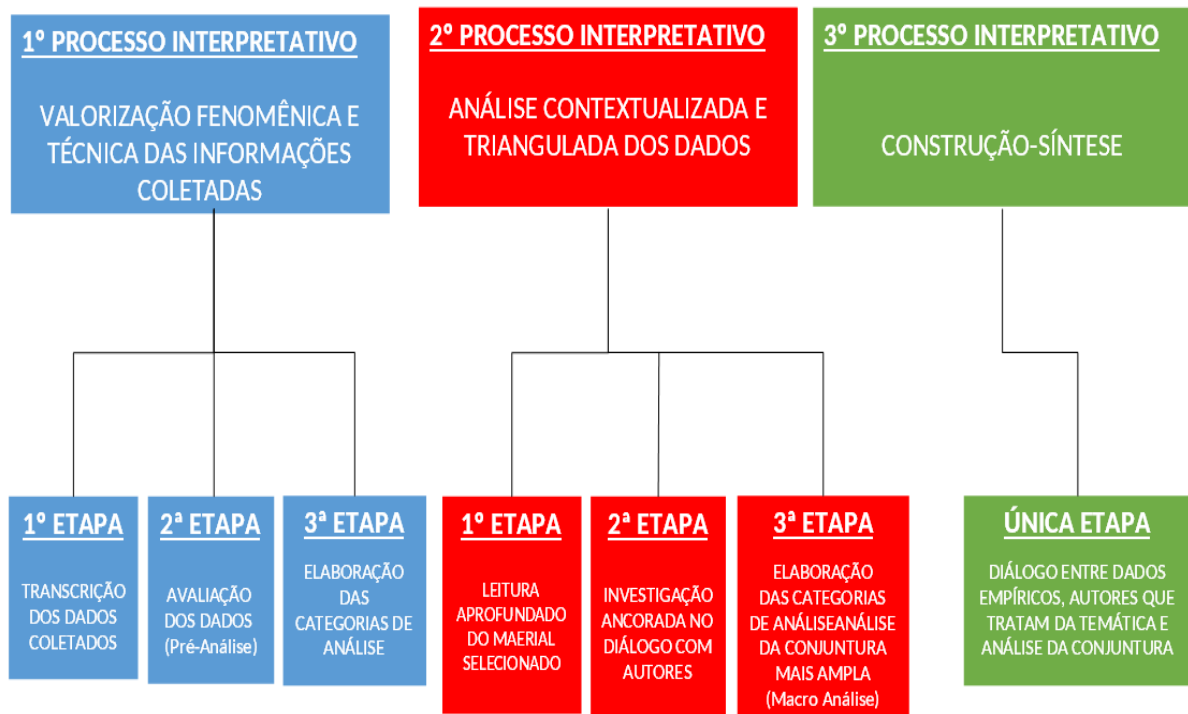 1º PROCESSO INTERPRETATIVO
VALORIZAÇÃO FENOMÊNICA E
TÉCNICA DAS INFORMAÇÕES
COLETADAS
2º PROCESSO INTERPRETATIVO
ANÁLISE CONTEXTUALIZADA E
TRIANGULADA DOS DADOS
3º PROCESSO INTERPRETATIVO
CONSTRUÇÃO-SÍNTESE
1º ETAPA
TRANSCRIÇÃO
DOS DADOS
COLETADOS
2ª ETAPA
AVALIAÇÃO
DOS DADOS
(Pré-Análise)
3ª ETAPA
ELABORAÇÃO
DAS
CATEGORIAS DE
ANÁLISE
1º ETAPA
LEITURA
APROFUNDADO
DO MAERIAL
SELECIONADO
2ª ETAPA
INVESTIGAÇÃO
ANCORADA NO
DIÁLOGO COM
AUTORES
3ª ETAPA
ELABORAÇÃO
DAS CATEGORIAS
DE ANÁLISEANÁLISE
DA CONJUNTURA
MAIS AMPLA
(Macro Análise)
ÚNICA ETAPA
DIÁLOGO ENTRE DADOS
EMPÍRICOS, AUTORES QUE
TRATAM DA TEMÁTICA E
ANÁLISE DA CONJUNTURA